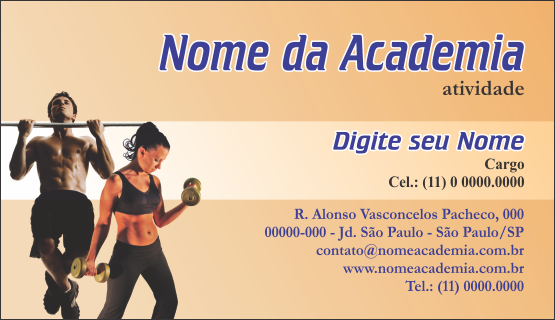 Nome da Academia
atividade
Digite seu Nome
Cargo
Cel.: (11) 0 0000.0000
R. Alonso Vasconcelos Pacheco, 000
00000-000 - Jd. São Paulo - São Paulo/SP
contato@nomeacademia.com.br
www.nomeacademia.com.br
Tel.: (11) 0000.0000